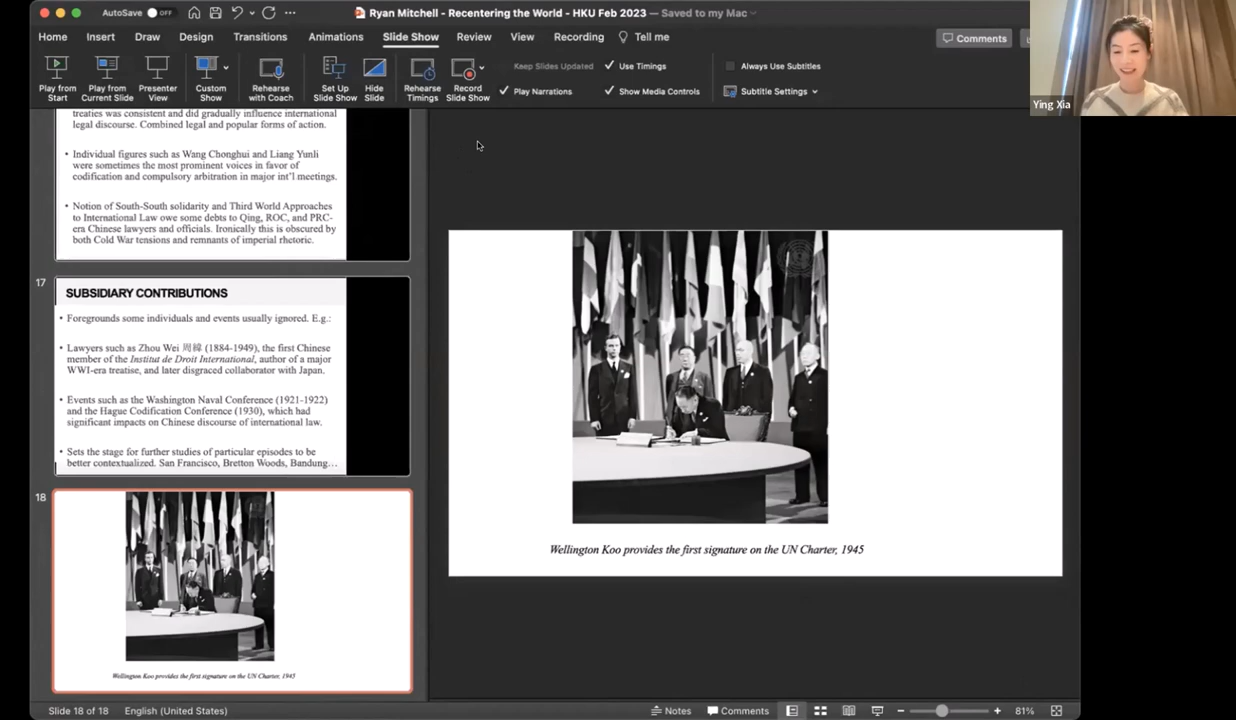 AutoSave OFF
Ryan Mitchell - Recentering the World - HKU Feb 2023 — Saved to my Mac
Home Insert Draw Design Transitions Animations Slide Show Review View Recording Tell me
Comments
Play from Start
Play from Current Slide
Presenter View
Custom Show
Rehearse with Coach
Set Up Slide Show
Hide Slide
Rehearse Timings
Record Slide Show
Keep Slides Updated
Use Timings
Always Use Subtitles
Play Narrations
Show Media Controls
Subtitle Settings
Ying Xia
treaties was consistent and did gradually influence international
legal discourse. Combined legal and popular forms of action.
• Individual figures such as Wang Chonghui and Liang Yunli
were sometimes the most prominent voices in favor of
codification and compulsory arbitration in major int'l meetings.
• Notion of South-South solidarity and Third World Approaches
to International Law owe some debts to Qing, ROC, and PRC-
era Chinese lawyers and officials. Ironically this is obscured by
both Cold War tensions and remnants of imperial rhetoric.
17
SUBSIDIARY CONTRIBUTIONS
• Foregrounds some individuals and events usually ignored. E.g.:
• Lawyers such as Zhou Wei 周緯 (1884-1949), the first Chinese
member of the Institut de Droit International, author of a major
WWI-era treatise, and later disgraced collaborator with Japan.
• Events such as the Washington Naval Conference (1921-1922)
and the Hague Codification Conference (1930), which had
significant impacts on Chinese discourse of international law.
• Sets the stage for further studies of particular episodes to be
better contextualized. San Francisco, Bretton Woods, Bandung…
18
Wellington Koo provides the first signature on the UN Charter, 1945
Wellington Koo provides the first signature on the UN Charter, 1945
Slide 18 of 18 English (United States) Notes Comments 81%